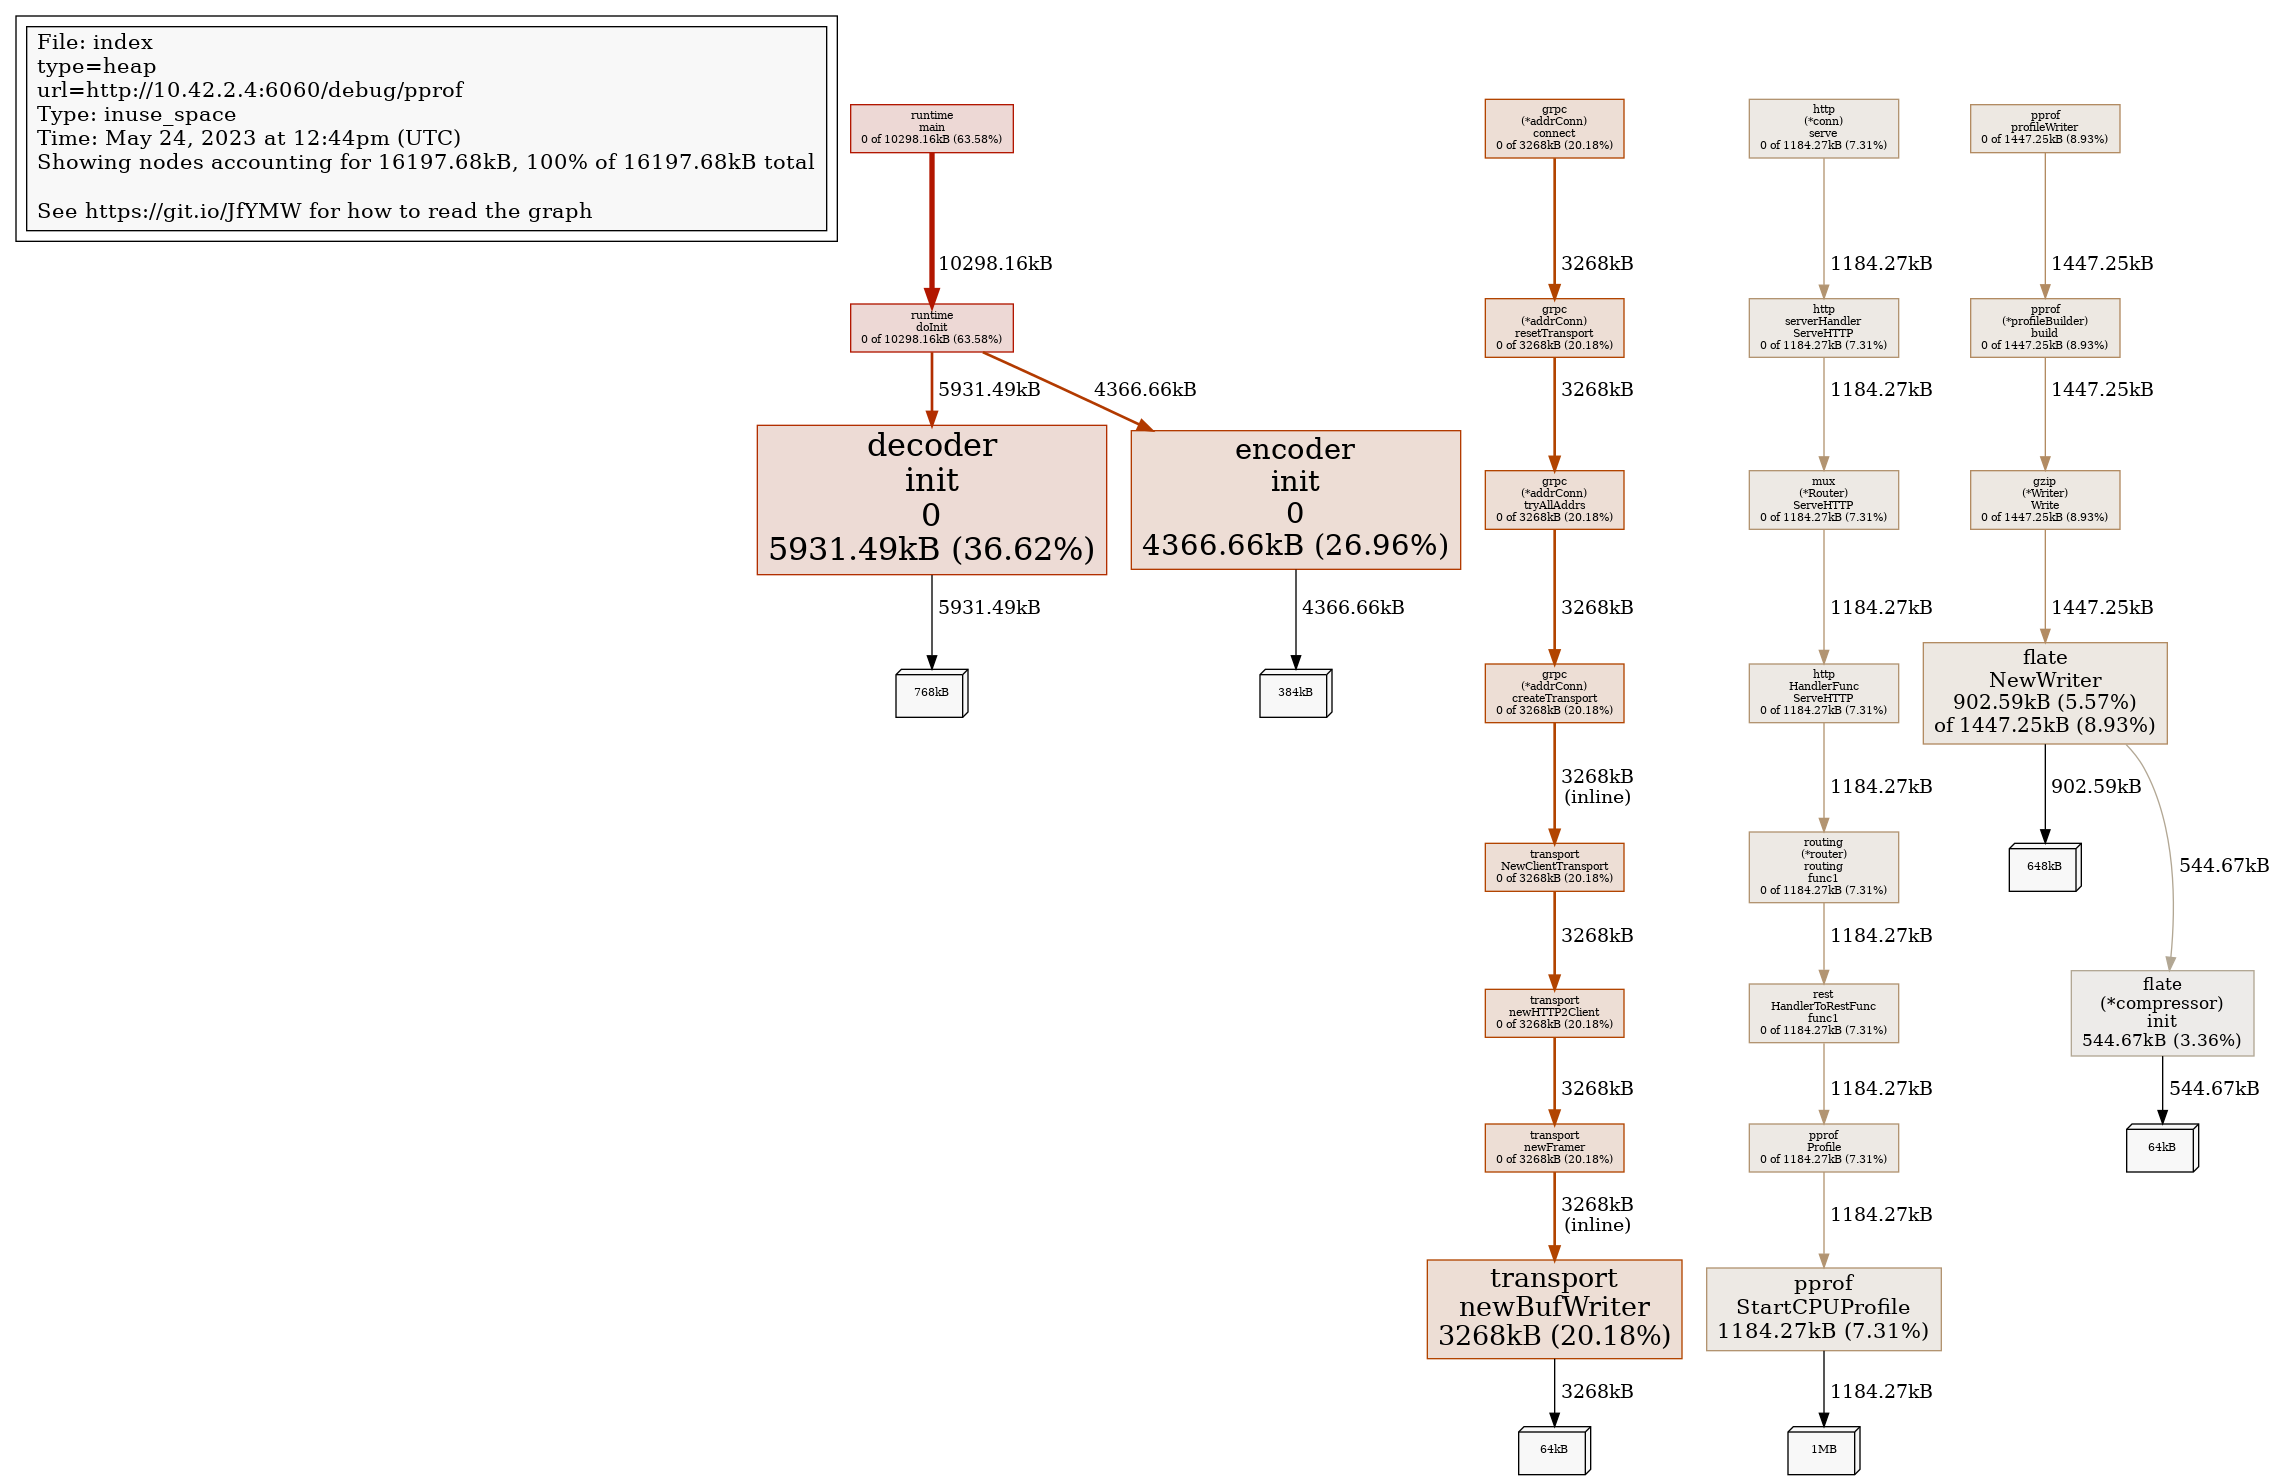 File: index
type=heap
url=http://10.42.2.4:6060/debug/pprof
Type: inuse_space
Time: May 24, 2023 at 12:44pm (UTC)
Showing nodes accounting for 16197.68kB, 100% of 16197.68kB total
See https://git.io/JfYMW for how to read the graph
runtime
main
0 of 10298.16kB (63.58%)
10298.16kB
runtime
doInit
0 of 10298.16kB (63.58%)
5931.49kB
4366.66kB
decoder
init
0
5931.49kB (36.62%)
5931.49kB
768kB
encoder
init
0
4366.66kB (26.96%)
4366.66kB
384kB
grpc
(*addrConn)
connect
0 of 3268kB (20.18%)
3268kB
grpc
(*addrConn)
resetTransport
0 of 3268kB (20.18%)
3268kB
grpc
(*addrConn)
tryAllAddrs
0 of 3268kB (20.18%)
3268kB
grpc
(*addrConn)
createTransport
0 of 3268kB (20.18%)
3268kB
(inline)
transport
NewClientTransport
0 of 3268kB (20.18%)
3268kB
transport
newHTTP2Client
0 of 3268kB (20.18%)
3268kB
transport
newFramer
0 of 3268kB (20.18%)
3268kB
(inline)
transport
newBufWriter
3268kB (20.18%)
3268kB
64kB
http
(*conn)
serve
0 of 1184.27kB (7.31%)
1184.27kB
http
serverHandler
ServeHTTP
0 of 1184.27kB (7.31%)
1184.27kB
mux
(*Router)
ServeHTTP
0 of 1184.27kB (7.31%)
1184.27kB
http
HandlerFunc
ServeHTTP
0 of 1184.27kB (7.31%)
1184.27kB
routing
(*router)
routing
func1
0 of 1184.27kB (7.31%)
1184.27kB
rest
HandlerToRestFunc
func1
0 of 1184.27kB (7.31%)
1184.27kB
pprof
Profile
0 of 1184.27kB (7.31%)
1184.27kB
pprof
StartCPUProfile
1184.27kB (7.31%)
1184.27kB
1MB
pprof
profileWriter
0 of 1447.25kB (8.93%)
1447.25kB
pprof
(*profileBuilder)
build
0 of 1447.25kB (8.93%)
1447.25kB
gzip
(*Writer)
Write
0 of 1447.25kB (8.93%)
1447.25kB
flate
NewWriter
902.59kB (5.57%)
of 1447.25kB (8.93%)
902.59kB
648kB
544.67kB
flate
(*compressor)
init
544.67kB (3.36%)
544.67kB
64kB